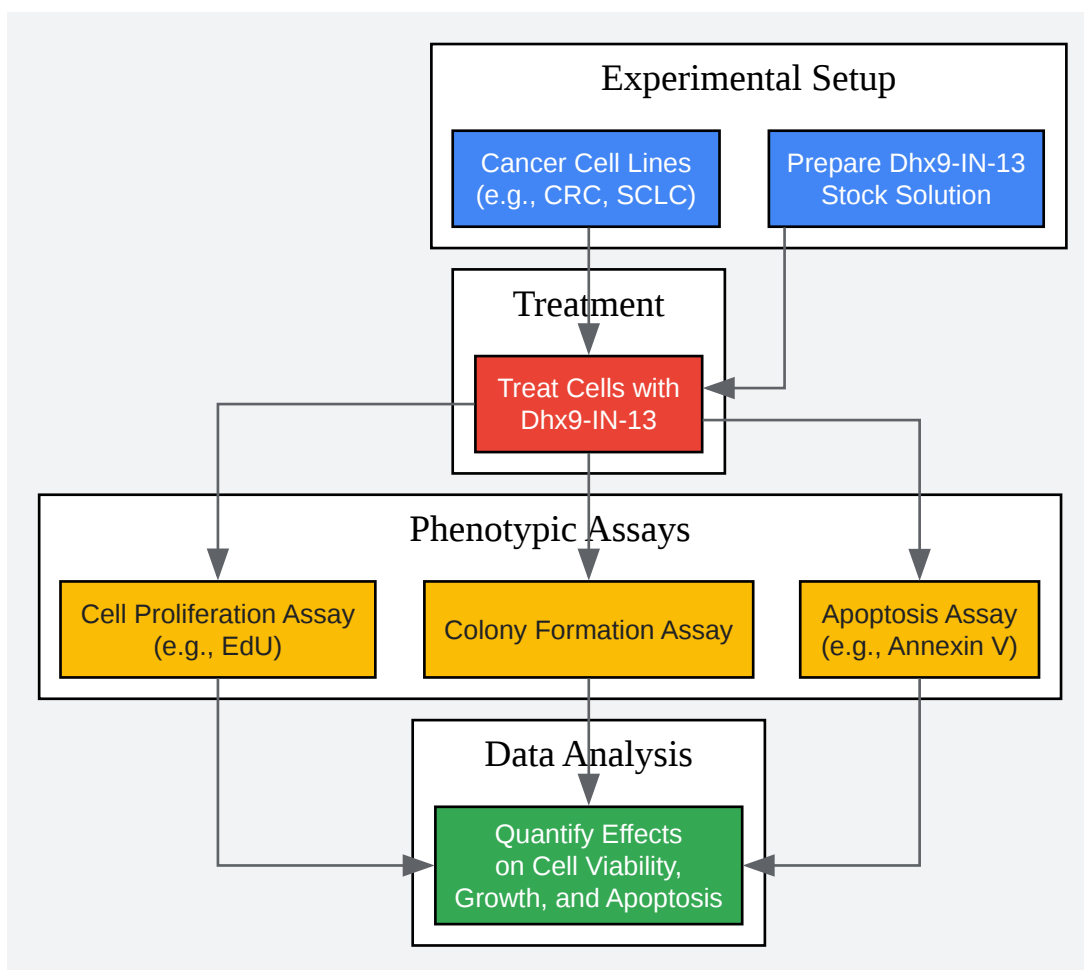 Experimental Setup
Cancer Cell Lines
(e.g., CRC, SCLC)
Prepare Dhx9-IN-13
Stock Solution
Treatment
Treat Cells with
Dhx9-IN-13
Phenotypic Assays
Cell Proliferation Assay
(e.g., EdU)
Colony Formation Assay
Apoptosis Assay
(e.g., Annexin V)
Data Analysis
Quantify Effects
on Cell Viability,
Growth, and Apoptosis